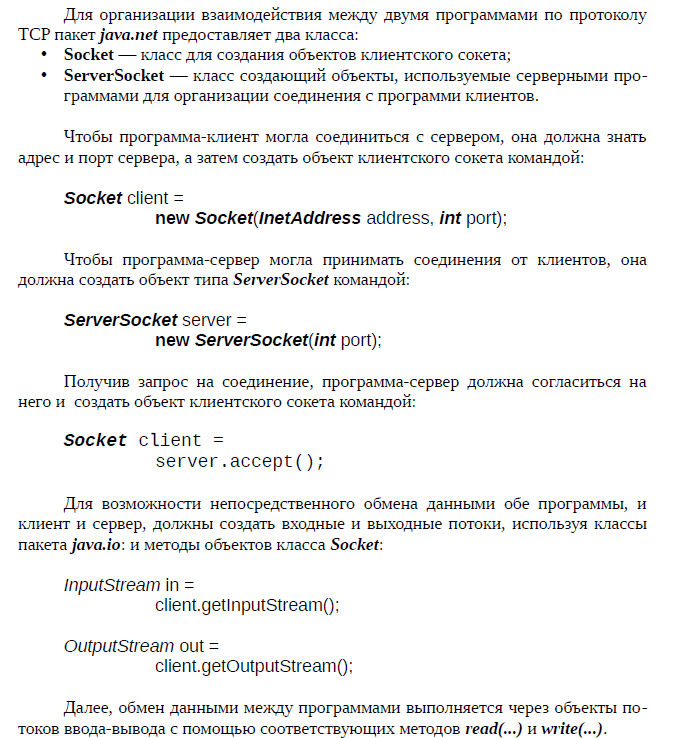 Для организации взаимодействия между двумя программами по протоколу
TCP пакет java.net предоставляет два класса:
• Socket — класс для создания объектов клиентского сокета;
• ServerSocket — класс создающий объекты, используемые серверными про-
граммами для организации соединения с программи клиентов.
Чтобы программа-клиент могла соединиться с сервером, она должна знать
адрес и порт сервера, а затем создать объект клиентского сокета командой:
Socket client =
new Socket(InetAddress address, int port);
Чтобы программа-сервер могла принимать соединения от клиентов, она
должна создать объект типа ServerSocket командой:
ServerSocket server =
new ServerSocket(int port);
Получив запрос на соединение, программа-сервер должна согласиться на
него и  создать объект клиентского сокета командой:
Socket client =
server.accept();
Для возможности непосредственного обмена данными обе программы, и
клиент и сервер, должны создать входные и выходные потоки, используя классы
пакета java.io: и методы объектов класса Socket:
InputStream in =
client.getInputStream();
OutputStream out =
client.getOutputStream();
Далее, обмен данными между программами выполняется через объекты по-
токов ввода-вывода с помощью соответствующих методов read(...) и write(...).